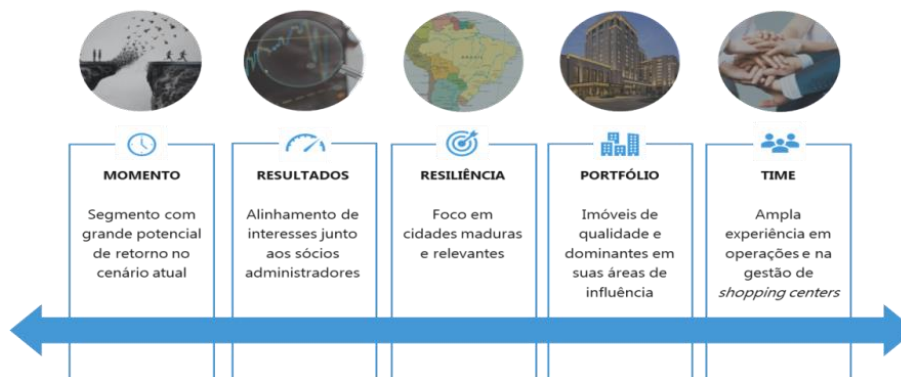 BRASIL
MOMENTO
Segmento com
grande potencial
de retorno no
cenário atual
RESULTADOS
Alinhamento de
interesses junto
aos sócios
administradores
RESILIÊNCIA
Foco em
cidades maduras
e relevantes
PORTFÓLIO
Imóveis de
qualidade e
dominantes em
suas áreas de
influência
TIME
Ampla
experiência em
operações e na
gestão de
shopping centers